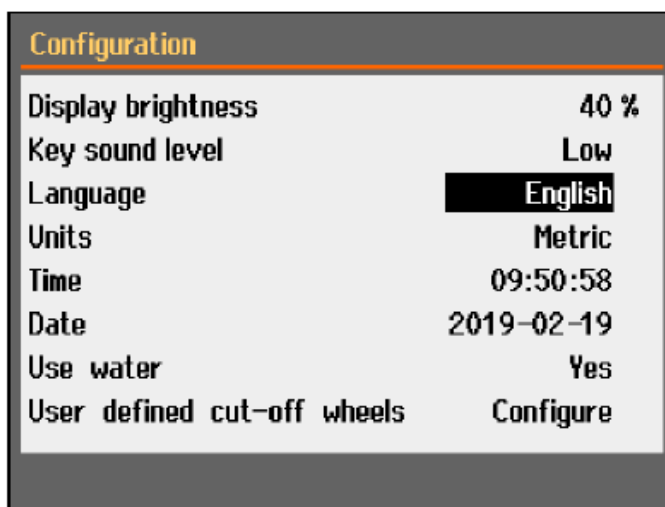 Configuration
Display brightness 40 %
Key sound level Low
Language English
Units Metric
Time 09:50:58
Date 2019-02-19
Use water Yes
User defined cut-off wheels Configure